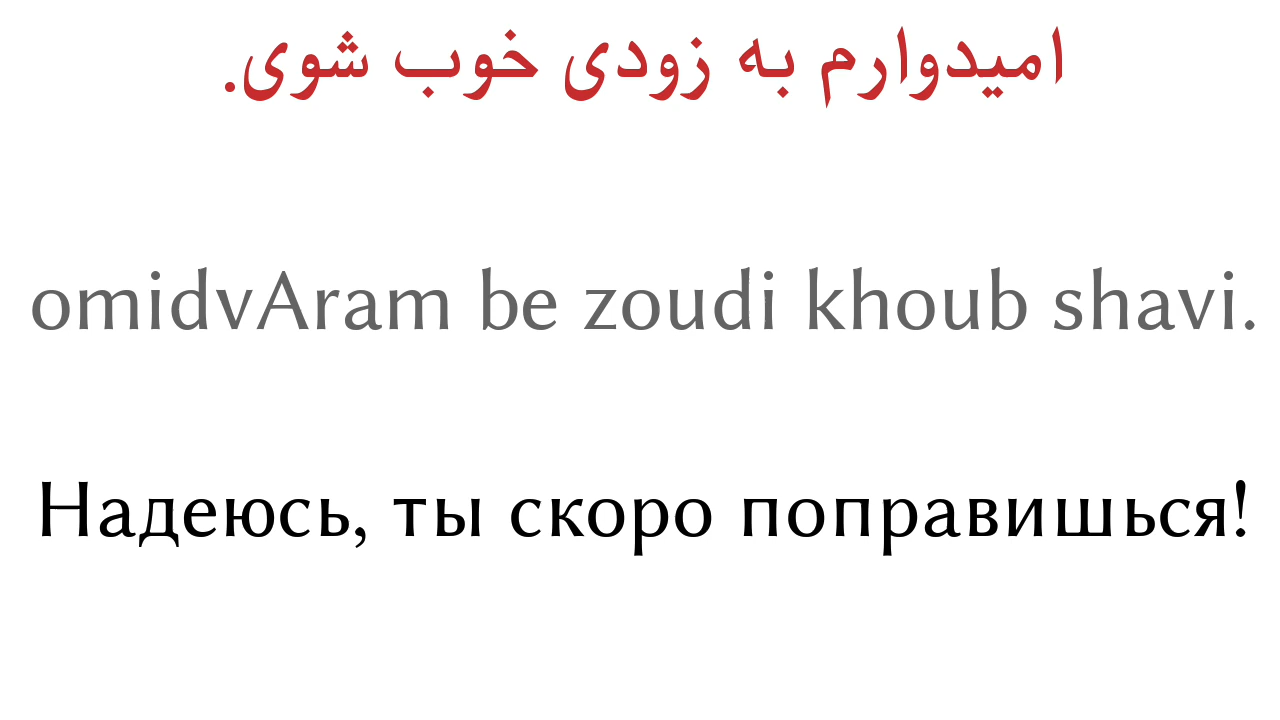 امیدوارم به زودی خوب شوی.
omidvAram be zoudi khoub shavi.
Надеюсь, ты скоро поправишься!